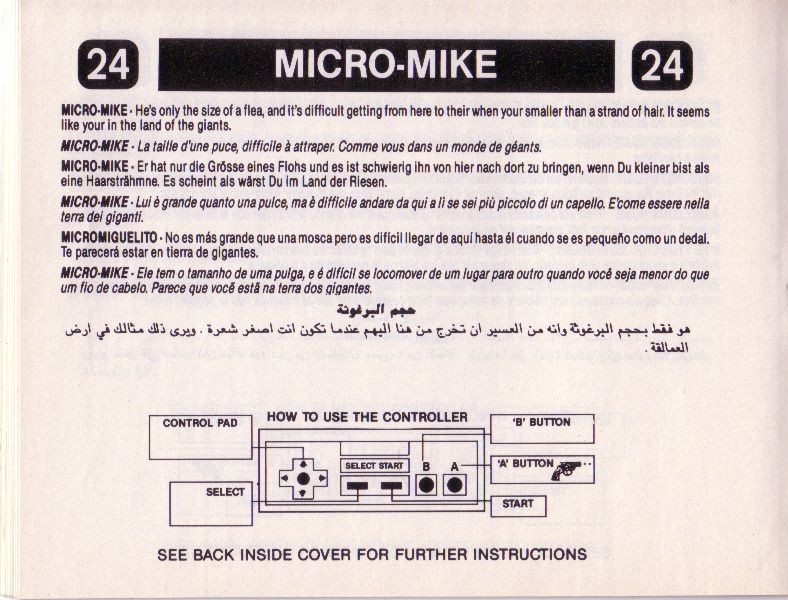 24 MICRO-MIKE 24
MICRO-MIKE - He's only the size of a flea, and it's difficult getting from here to their when your smaller than a strand of hair. It seems
like your in the land of the giants.
MICRO-MIKE - La taille d'une puce, difficile à attraper. Comme vous dans un monde de géants.
MICRO-MIKE - Er hat nur die Grösse eines Flohs und es ist schwierig ihn von hier nach dort zu bringen, wenn Du kleiner bist als
eine Haarsträhmne. Es scheint als wärst Du im Land der Riesen.
MICRO-MIKE - Lui è grande quanto una pulce, ma è difficile andare da qui a lì se sei più piccolo di un capello. E'come essere nella
terra dei giganti.
MICROMIGUELITO - No es más grande que una mosca pero es difícil llegar de aquí hasta él cuando se es pequeño como un dedal.
Te parecerá estar en tierra de gigantes.
MICRO-MIKE - Ele tem o tamanho de uma pulga, e é difícil se locomover de um lugar para outro quando você seja menor do que
um fio de cabelo. Parece que você está na terra dos gigantes.
حجم البرغوثة
هو فقط بحجم البرغوثة وانه من العسير ان تخرج من هنا اليهم عندما تكون انت اصغر شعرة . ويرى ذلك مثالك في ارض
العمالقة
HOW TO USE THE CONTROLLER
CONTROL PAD
'B' BUTTON
SELECT START B A
'A' BUTTON
SELECT
START
SEE BACK INSIDE COVER FOR FURTHER INSTRUCTIONS